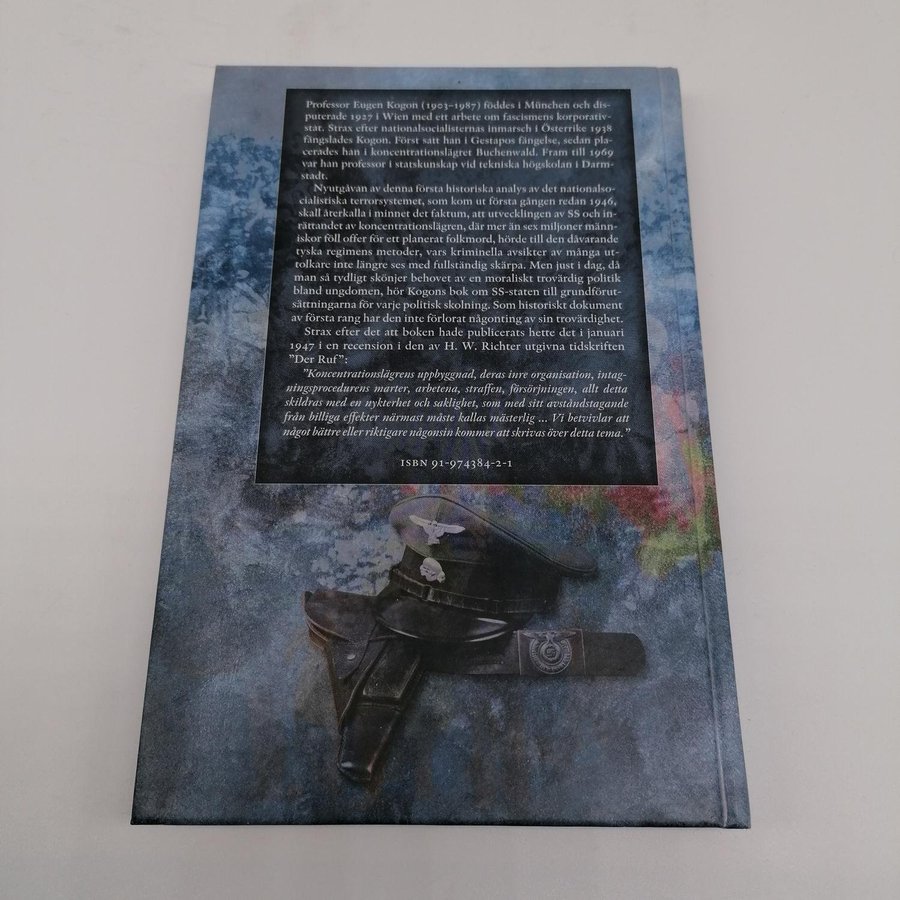 Professor Eugen Kogon (1903–1987) föddes i München och dis-
puterade 1927 i Wien med ett arbete om fascismens korporativ-
stat. Strax efter nationalsocialisternas inmarsch i Österrike 1938
fängslades Kogon. Först satt han i Gestapos fängelse, sedan pla-
cerades han i koncentrationslägret Buchenwald. Fram till 1969
var han professor i statskunskap vid tekniska högskolan i Darm-
stadt.
Nyutgåvan av denna första historiska analys av det nationalso-
cialistiska terrorsystemet, som kom ut första gången redan 1946,
skall återkalla i minnet det faktum, att utvecklingen av SS och in-
rättandet av koncentrationslägren, där mer än sex miljoner männ-
iskor föll offer för ett planerat folkmord, hörde till den dåvarande
tyska regimens metoder, vars kriminella avsikter av många ut-
tolkare inte längre ses med fullständig skärpa. Men just i dag, då
man så tydligt skönjer behovet av en moraliskt trovärdig politik
bland ungdomen, hör Kogons bok om SS-staten till grundförut-
sättningarna för varje politisk skolning. Som historiskt dokument
av första rang har den inte förlorat någonting av sin trovärdighet.
Strax efter det att boken hade publicerats hette det i januari
1947 i en recension i den av H. W. Richter utgivna tidskriften
"Der Ruf":
"Koncentrationslägrens uppbyggnad, deras inre organisation, intag-
ningsprocedurens marter, arbetena, straffen, försörjningen, allt detta
skildras med en nykterhet och saklighet, som med sitt avståndstagande
från billiga effekter närmast måste kallas mästerlig ... Vi betvivlar att
något bättre eller riktigare någonsin kommer att skrivas över detta tema."
ISBN 91-974384-2-1